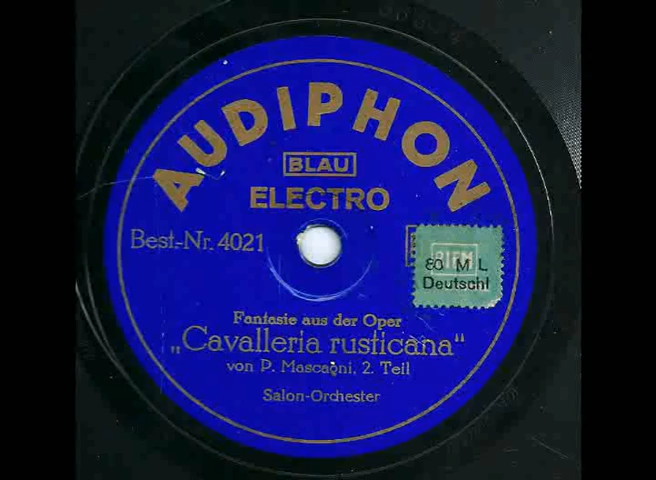 AUDIPHON
BLAU
ELECTRO
Best.-Nr. 4021
BIEM
80 M L
Deutschl
Fantasie aus der Oper
„Cavalleria rusticana“
von P. Mascagni, 2. Teil
Salon-Orchester